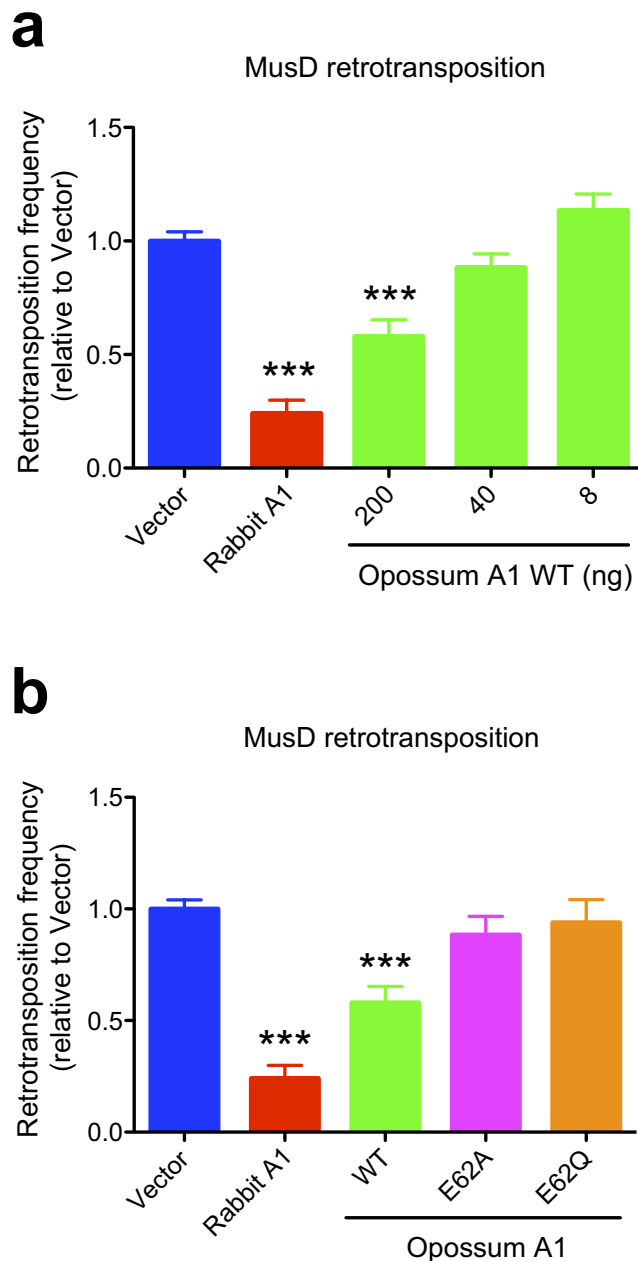 a
MusD retrotransposition
Retrotransposition frequency
(relative to Vector)
1.5
1.0
0.5
0.0
***
***
Vector
Rabbit A1
200
40
8
Opossum A1 WT (ng)
b
MusD retrotransposition
Retrotransposition frequency
(relative to Vector)
1.5
1.0
0.5
0.0
***
***
Vector
Rabbit A1
WT
E62A
E62Q
Opossum A1